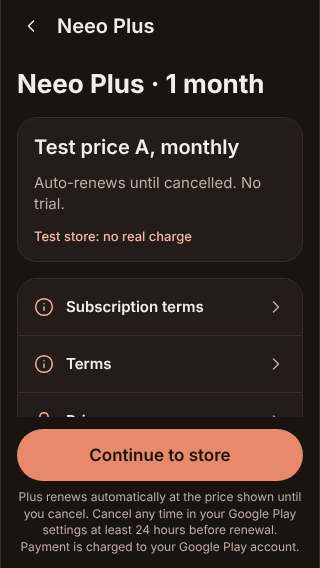 Neeo Plus
Neeo Plus · 1 month
Test price A, monthly
Auto-renews until cancelled. No
trial.
Test store: no real charge
Subscription terms
Terms
Continue to store
Plus renews automatically at the price shown until
you cancel. Cancel any time in your Google Play
settings at least 24 hours before renewal.
Payment is charged to your Google Play account.